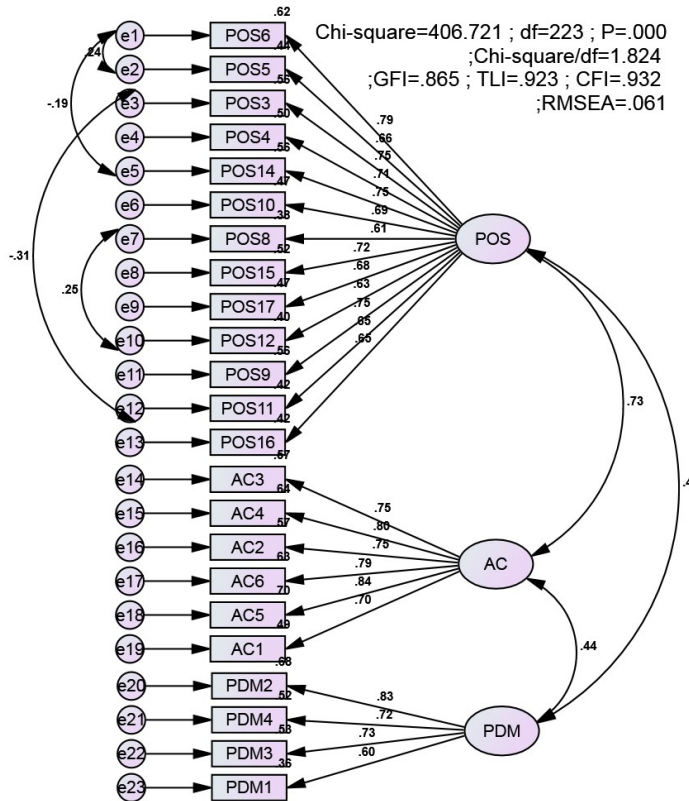 Chi-square=406.721 ; df=223 ; P=.000
;Chi-square/df=1.824
;GFI=.865 ; TLI=.923 ; CFI=.932
;RMSEA=.061
.62
e1 POS6
.24
.44
e2 POS5
.56
e3 POS3
-.19
.50
e4 POS4
.56
e5 POS14
.47
e6 POS10
.38
e7 POS8
.52
e8 POS15
.47
e9 POS17
.40
e10 POS12
.56
e11 POS9
.42
e12 POS11
.42
e13 POS16
-.31
.25
.79
.66
.75
.71
.75
.69
.61
.72
.68
.63
.75
.65
.65
POS
.57
e14 AC3
.64
e15 AC4
.57
e16 AC2
.63
e17 AC6
.70
e18 AC5
.49
e19 AC1
.75
.80
.75
.79
.84
.70
AC
.73
.68
e20 PDM2
.52
e21 PDM4
.53
e22 PDM3
.36
e23 PDM1
.83
.72
.73
.60
PDM
.44